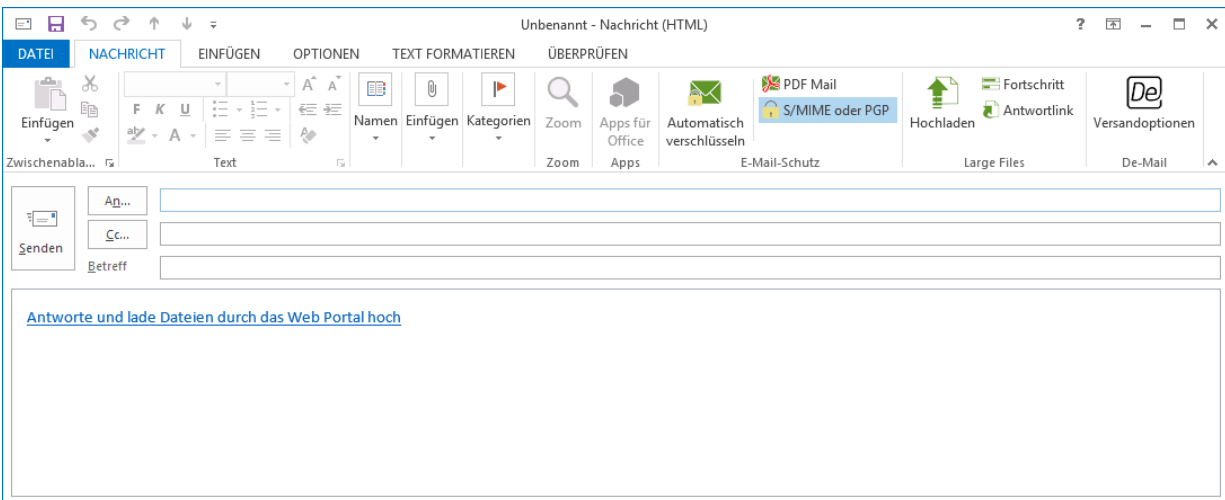 Unbenannt - Nachricht (HTML) ?
DATEI NACHRICHT EINFÜGEN OPTIONEN TEXT FORMATIEREN ÜBERPRÜFEN
Einfügen
F K U
ab A
A A
Namen Einfügen Kategorien
Zoom
Apps für
Office
Automatisch
verschlüsseln
PDF Mail
S/MIME oder PGP
Hochladen
Fortschritt
Antwortlink
De
Versandoptionen
Zwischenabla... Text Zoom Apps E-Mail-Schutz Large Files De-Mail
Senden
An...
Cc...
Betreff
Antworte und lade Dateien durch das Web Portal hoch